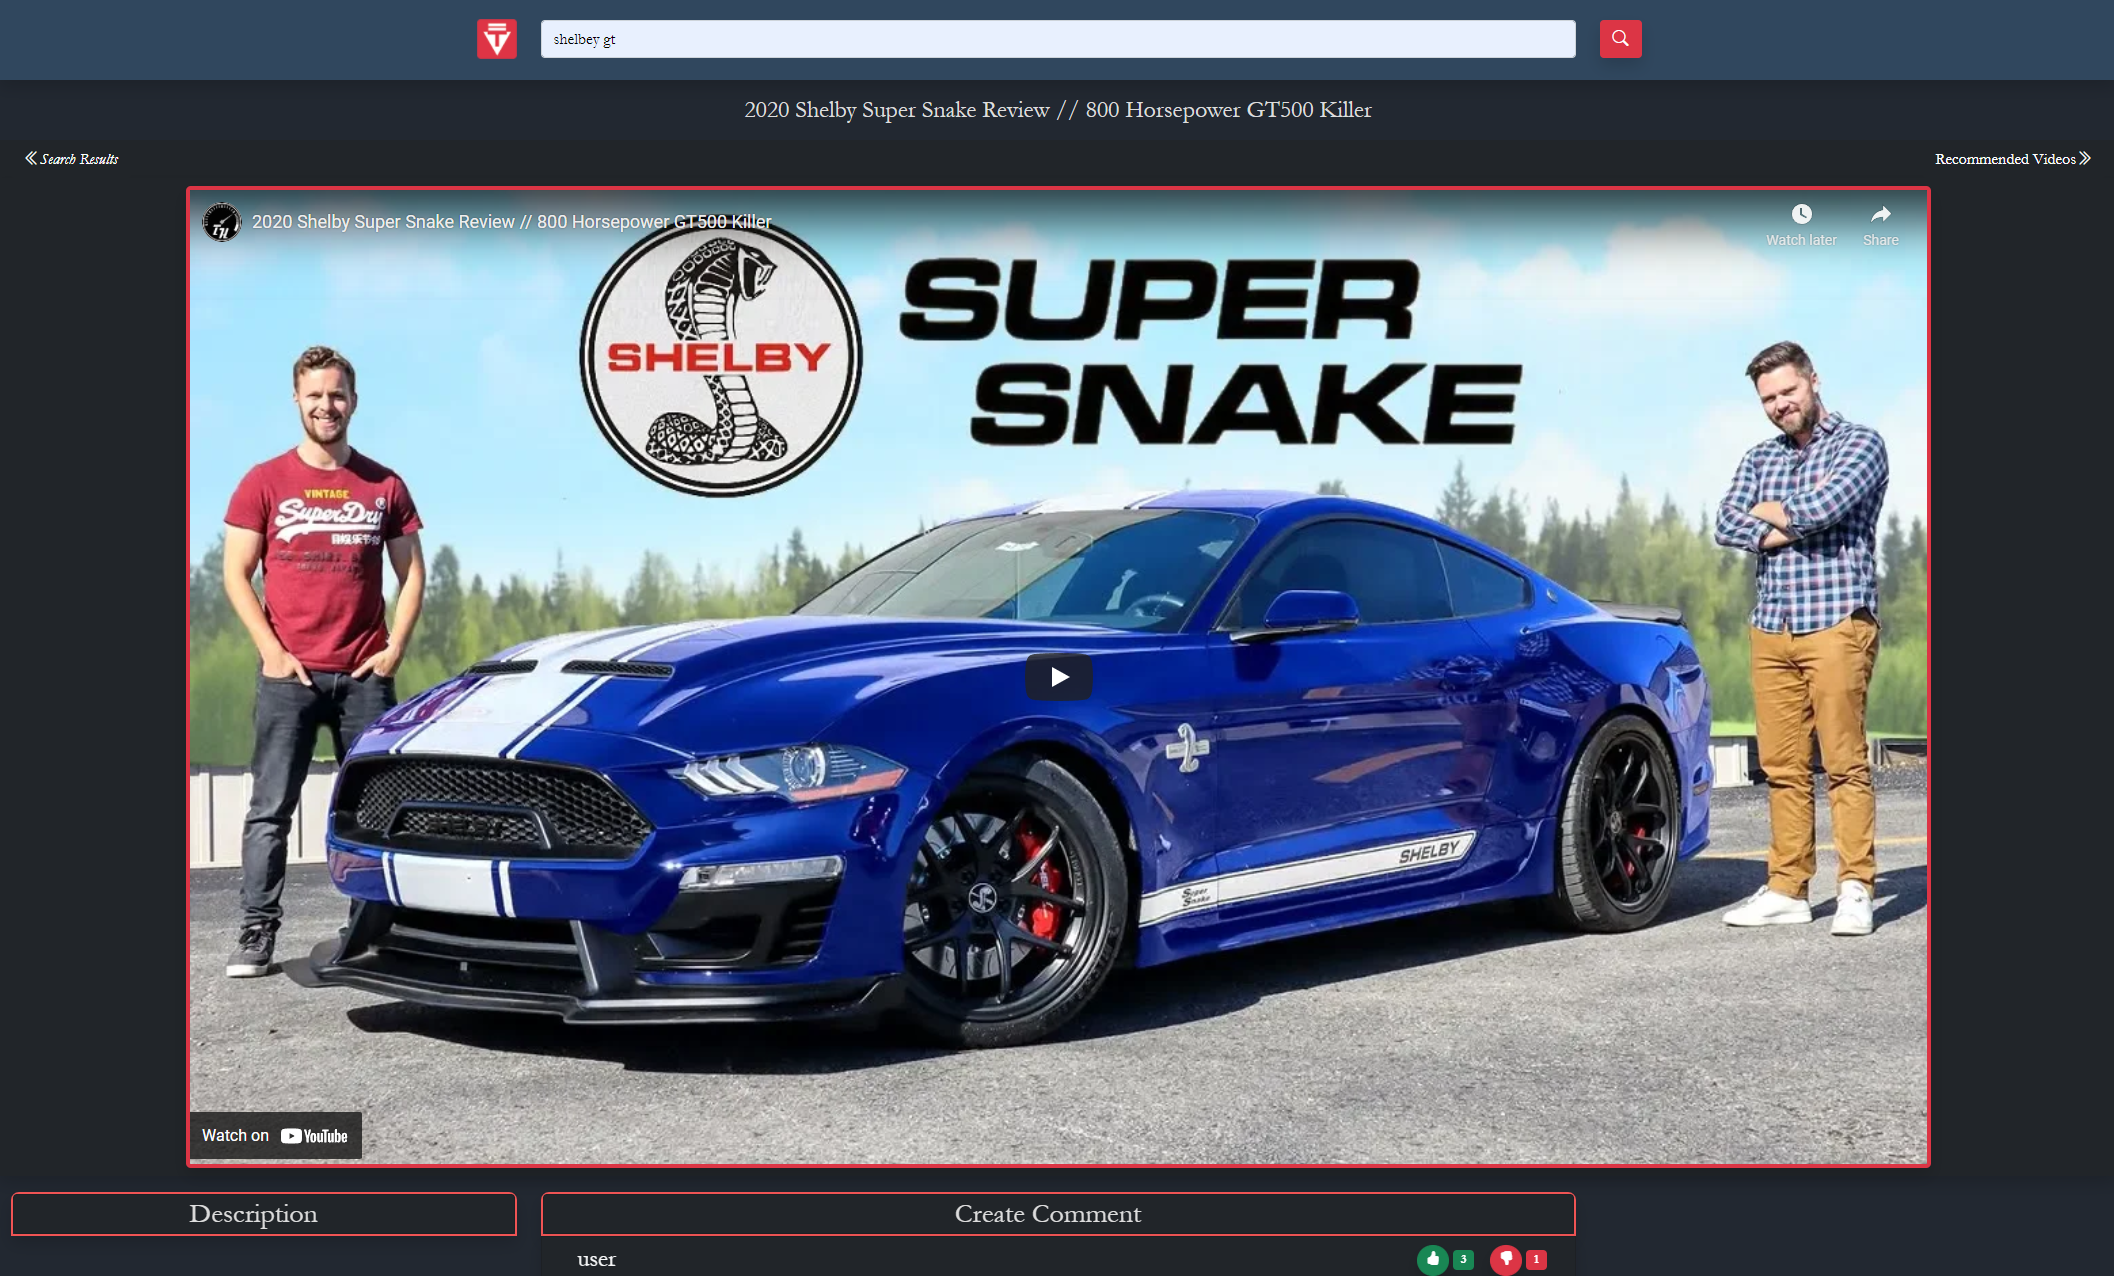 shelbey gt
2020 Shelby Super Snake Review // 800 Horsepower GT500 Killer
Search Results
Recommended Videos
2020 Shelby Super Snake Review // 800 Horsepower GT500 Killer
Watch later
Share
SUPER
SNAKE
SHELBY
VINTAGE
SuperDry
SHELBY
Super
Snake
Watch on YouTube
Description
Create Comment
user
3
1